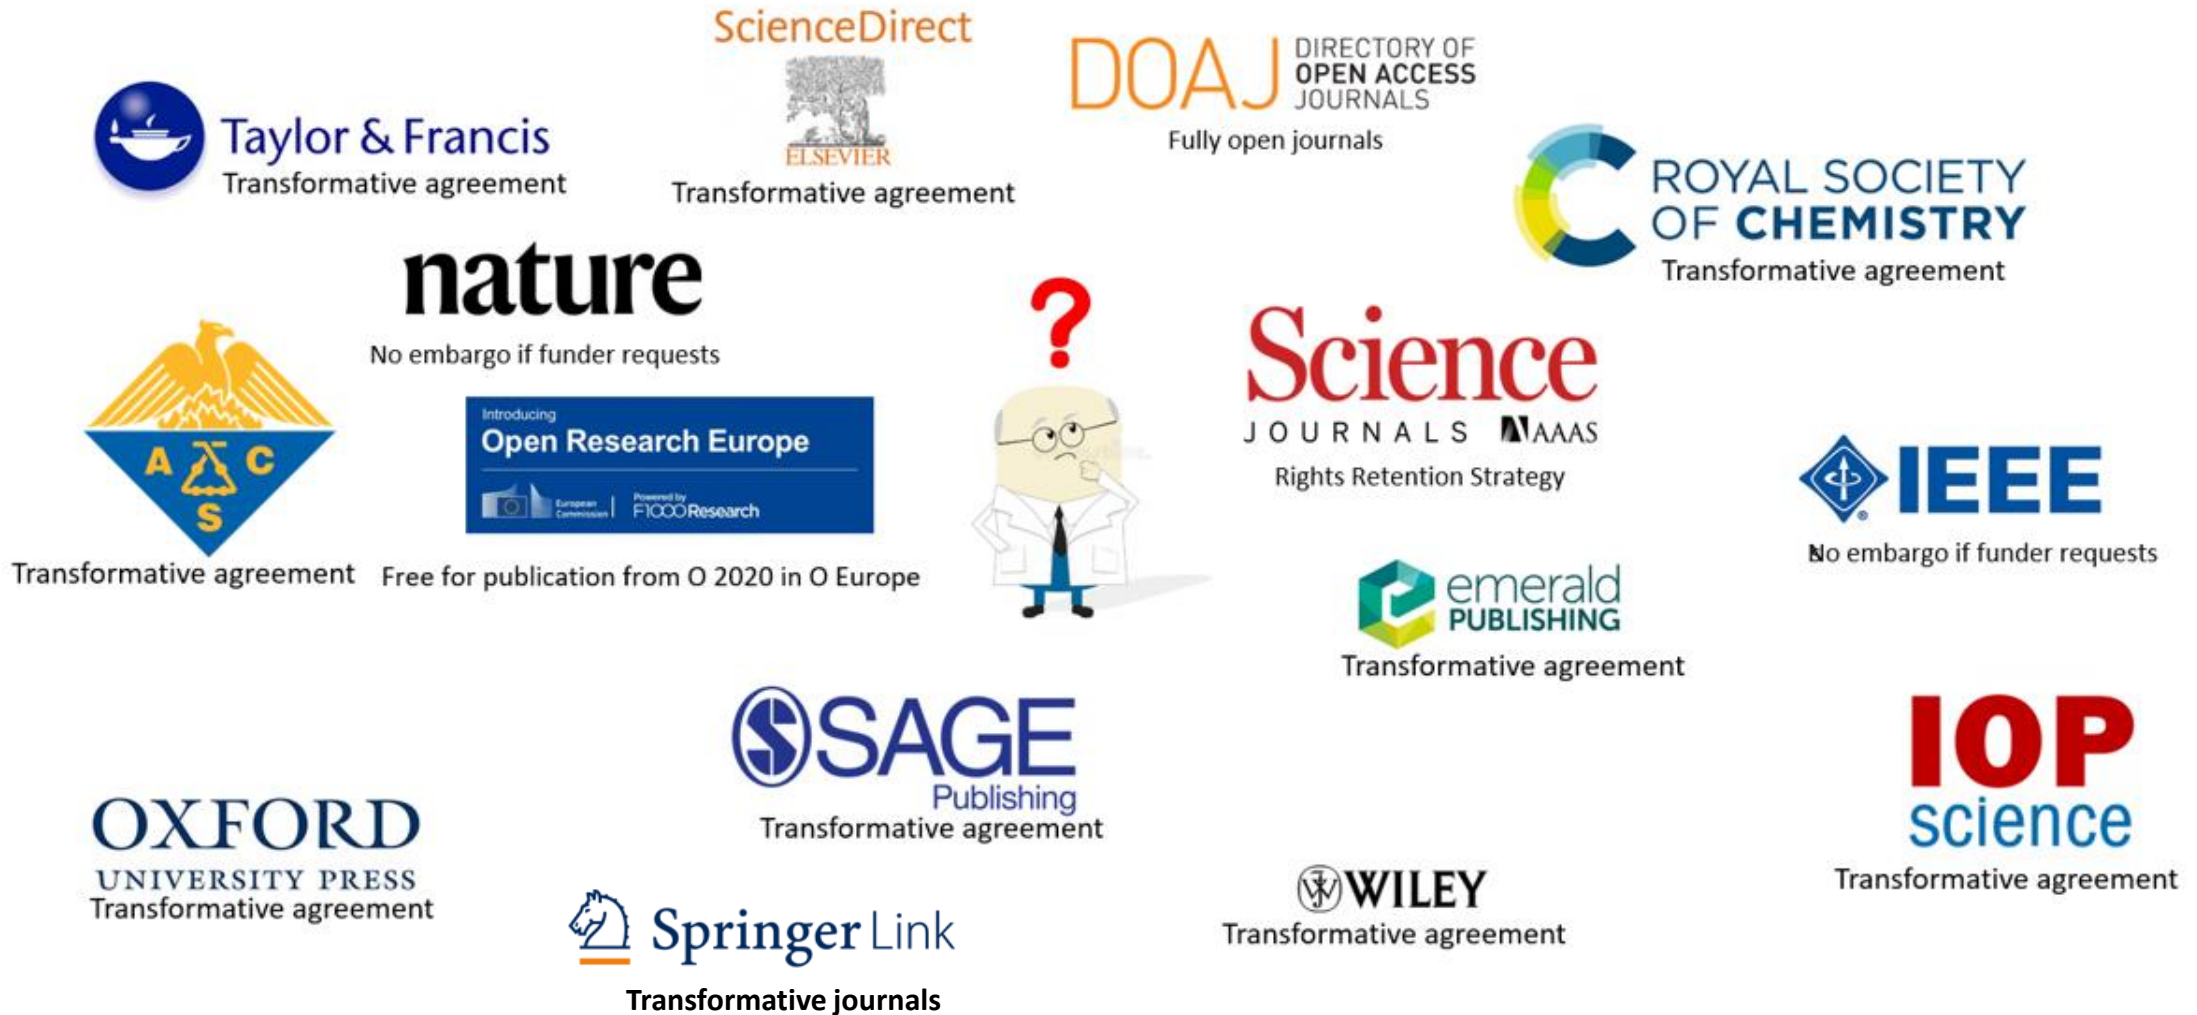 ScienceDirect
ELSEVIER
Transformative agreement
DOAJ
DIRECTORY OF
OPEN ACCESS
JOURNALS
Fully open journals
Taylor & Francis
Transformative agreement
ROYAL SOCIETY
OF CHEMISTRY
Transformative agreement
nature
No embargo if funder requests
?
Science
JOURNALS AAAS
Rights Retention Strategy
A C
S
Transformative agreement
Introducing
Open Research Europe
European
Commission
Powered by
F1000Research
Free for publication from O 2020 in O Europe
IEEE
®
No embargo if funder requests
emerald
PUBLISHING
Transformative agreement
SAGE
Publishing
Transformative agreement
IOP
science
Transformative agreement
OXFORD
UNIVERSITY PRESS
Transformative agreement
Springer Link
Transformative journals
WILEY
Transformative agreement